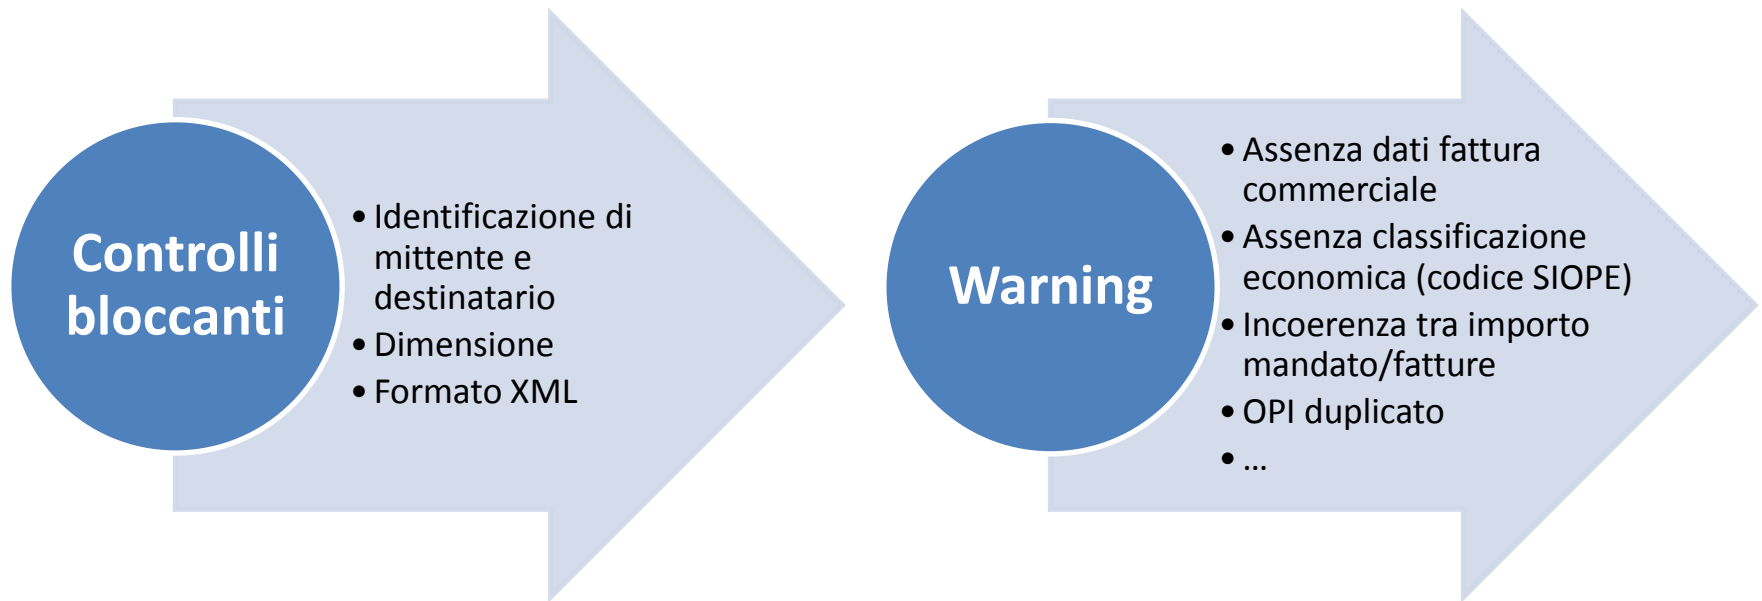 Controlli
bloccanti
• Identificazione di
mittente e
destinatario
• Dimensione
• Formato XML
Warning
• Assenza dati fattura
commerciale
• Assenza classificazione
economica (codice SIOPE)
• Incoerenza tra importo
mandato/fatture
• OPI duplicato
• ...